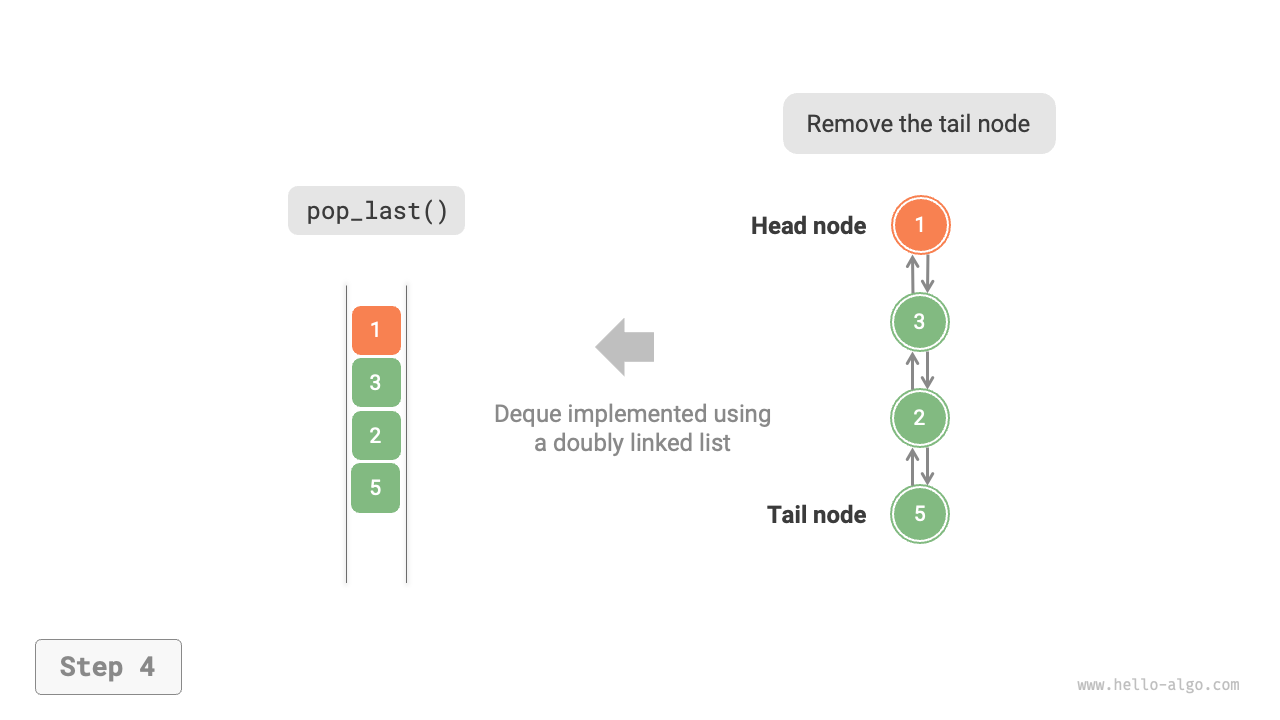 Remove the tail node
pop_last()
Head node
1
3
2
5
Tail node
1
3
2
5
Deque implemented using
a doubly linked list
Step 4
www.hello-algo.com